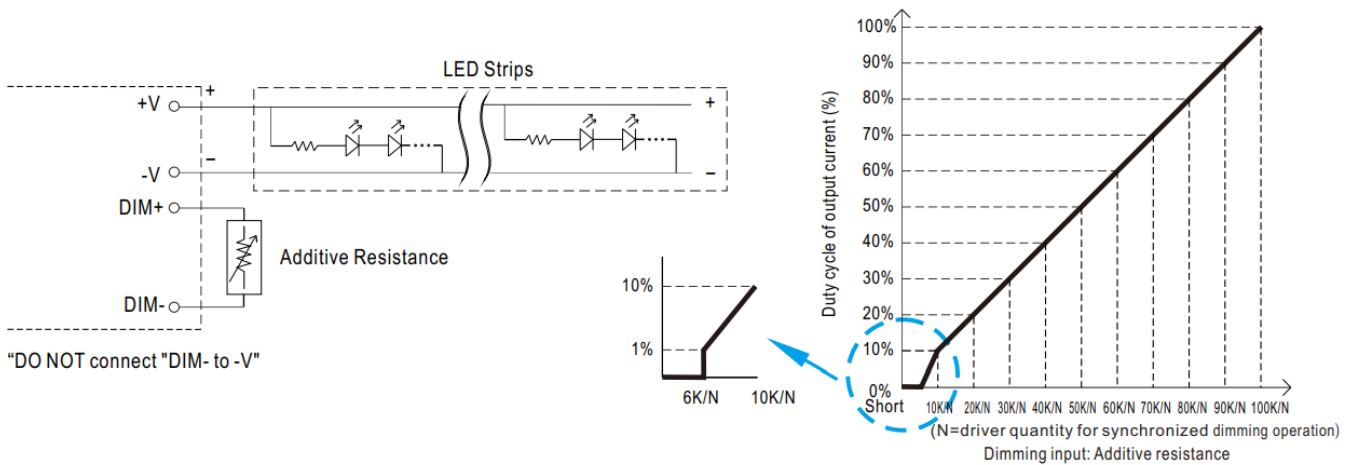 LED Strips
+V
+
+
-V
−
−
DIM+
Additive Resistance
DIM-
“DO NOT connect "DIM- to -V"
10%
1%
6K/N
10K/N
Duty cycle of output current (%)
100%
90%
80%
70%
60%
50%
40%
30%
20%
10%
0%
Short
10K/N
20K/N
30K/N
40K/N
50K/N
60K/N
70K/N
80K/N
90K/N
100K/N
(N=driver quantity for synchronized dimming operation)
Dimming input: Additive resistance